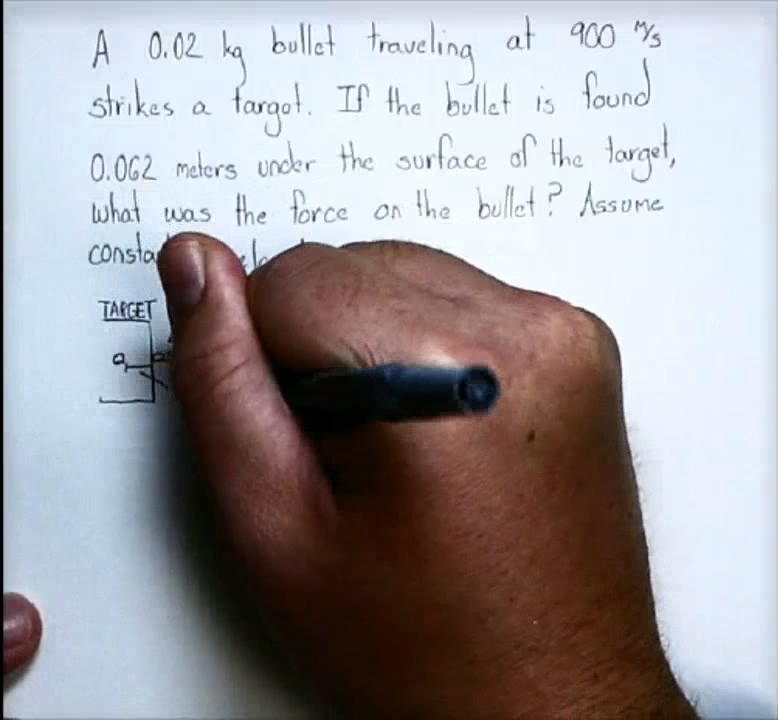 A 0.02 kg bullet traveling at 900 m/s
strikes a target. If the bullet is found
0.062 meters under the surface of the target,
what was the force on the bullet? Assume
TARGET